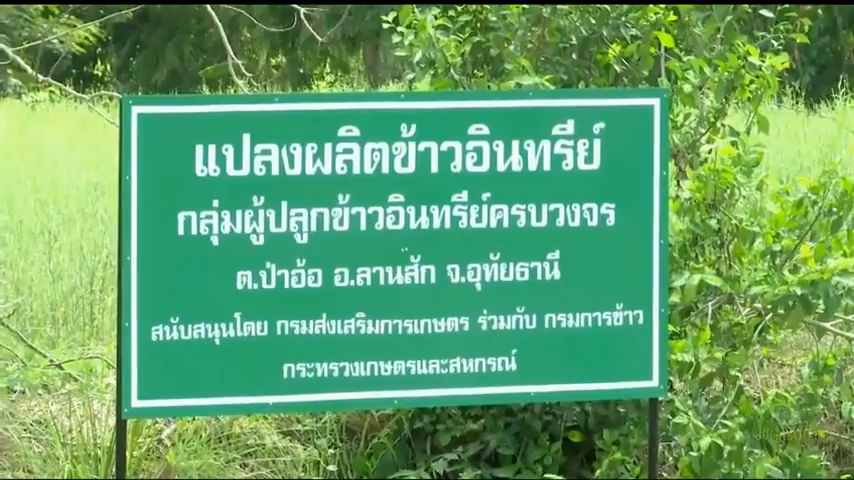 แปลงผลิตข้าวอินทรีย์
กลุ่มผู้ปลูกข้าวอินทรีย์ครบวงจร
ต.ป่าอ้อ อ.ลานสัก จ.อุทัยธานี
สนับสนุนโดย กรมส่งเสริมการเกษตร ร่วมกับ กรมการข้าว
กระทรวงเกษตรและสหกรณ์